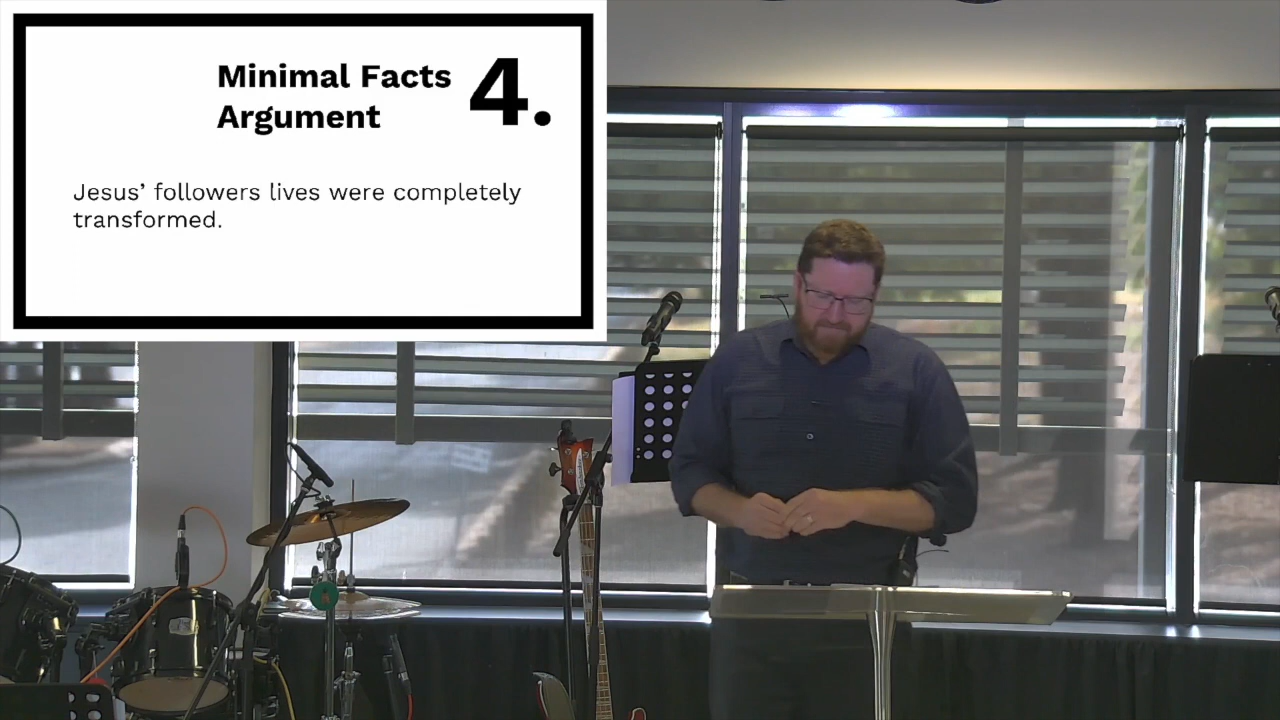 Minimal Facts
Argument
4.
Jesus’ followers lives were completely
transformed.